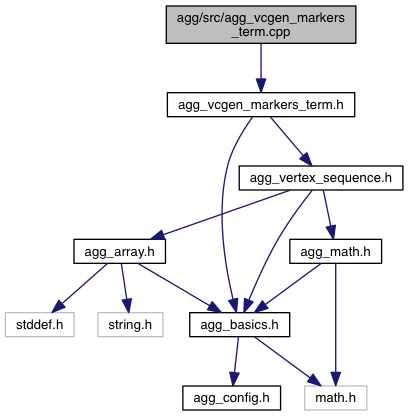 agg/src/agg_vcgen_markers
_term.cpp
agg_vcgen_markers_term.h
agg_vertex_sequence.h
agg_array.h
agg_math.h
stddef.h
string.h
agg_basics.h
agg_config.h
math.h